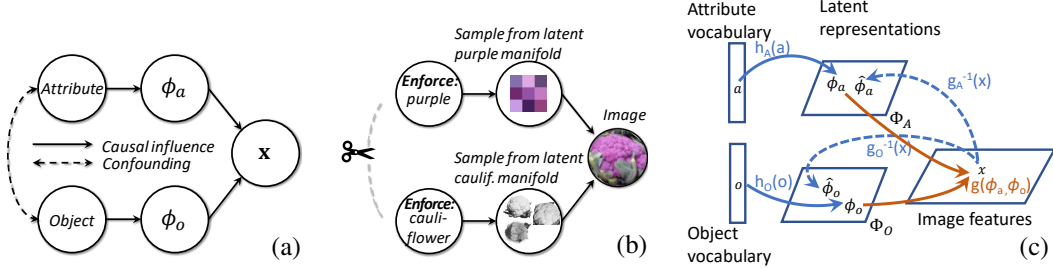 Attribute
ϕa
Causal influence
Confounding
x
Object
ϕo
(a)
Sample from latent
purple manifold
Enforce:
purple
Image
Sample from latent
caulif. manifold
Enforce:
cauli-
flower
(b)
Attribute
vocabulary
Latent
representations
hA(a)
a
ϕa ϕ̂a
gA-1(x)
ΦA
gO-1(x)
o
hO(o)
ϕ̂o
ϕo
x
g(ϕa,ϕo)
ΦO
Image features
Object
vocabulary
(c)